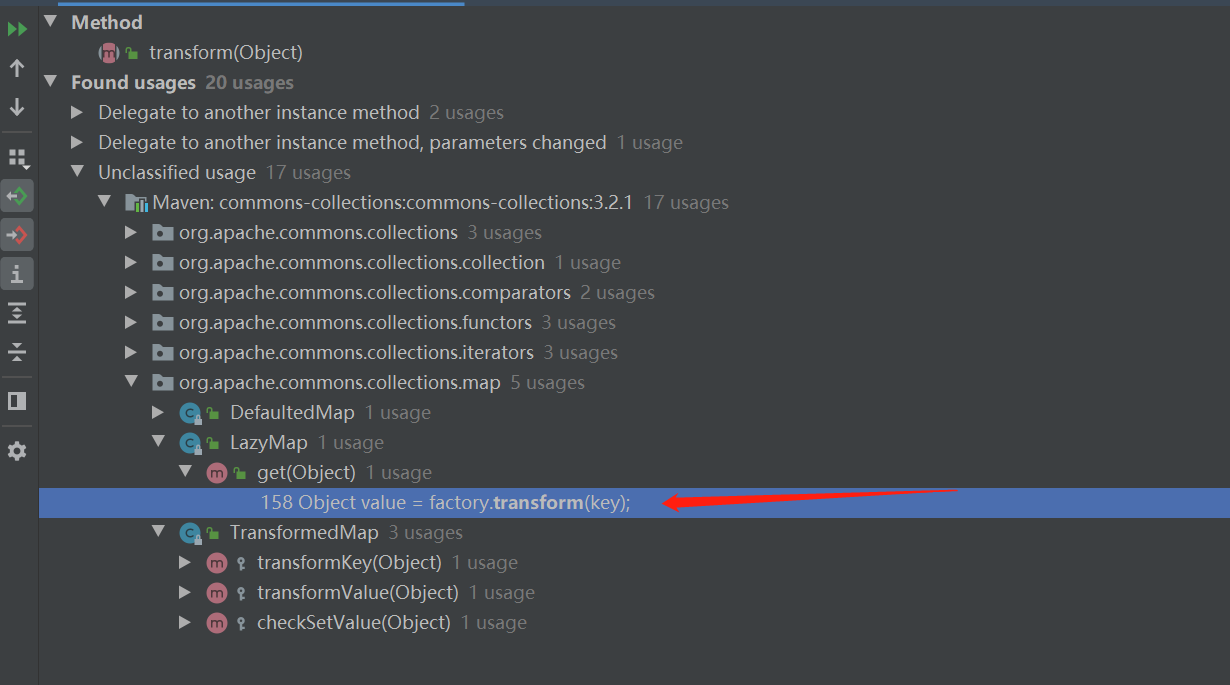 Method
transform(Object)
Found usages 20 usages
Delegate to another instance method 2 usages
Delegate to another instance method, parameters changed 1 usage
Unclassified usage 17 usages
Maven: commons-collections:commons-collections:3.2.1 17 usages
org.apache.commons.collections 3 usages
org.apache.commons.collections.collection 1 usage
org.apache.commons.collections.comparators 2 usages
org.apache.commons.collections.functors 3 usages
org.apache.commons.collections.iterators 3 usages
org.apache.commons.collections.map 5 usages
DefaultedMap 1 usage
LazyMap 1 usage
get(Object) 1 usage
158 Object value = factory.transform(key);
TransformedMap 3 usages
transformKey(Object) 1 usage
transformValue(Object) 1 usage
checkSetValue(Object) 1 usage